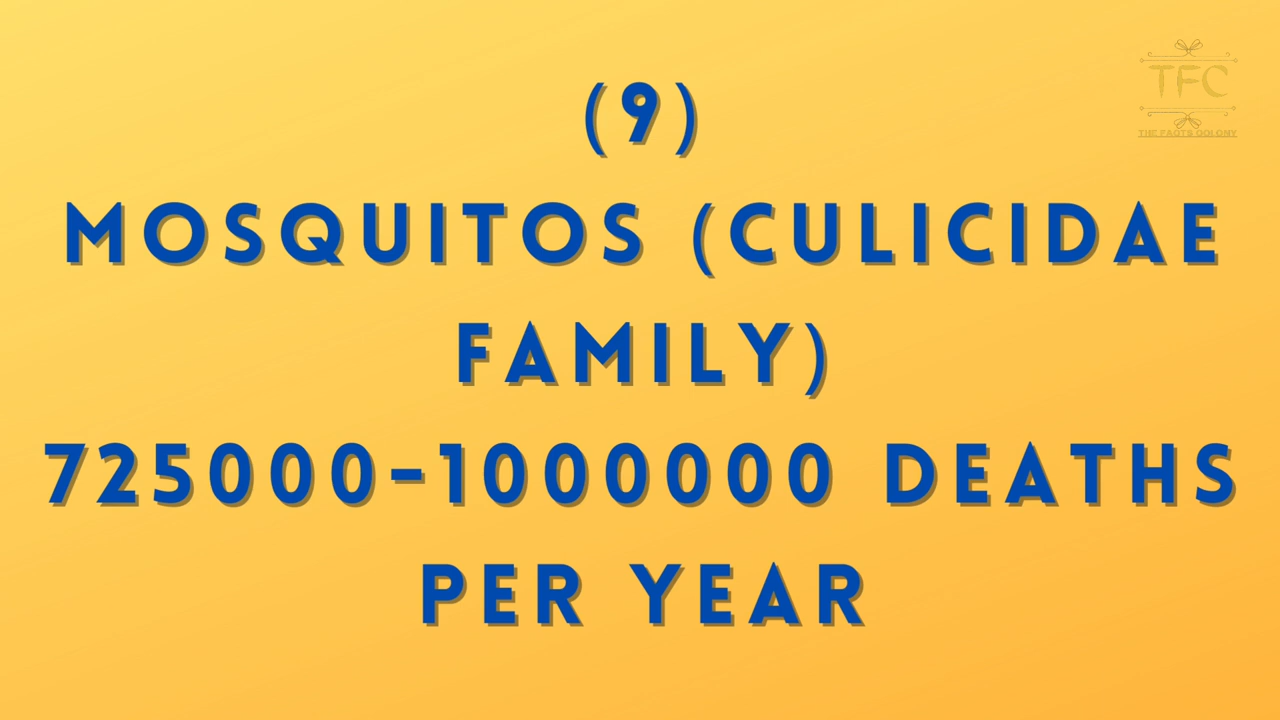 (9)
MOSQUITOS (CULICIDAE
FAMILY)
725000-1000000 DEATHS
PER YEAR
TFC
THE FACTS COLONY